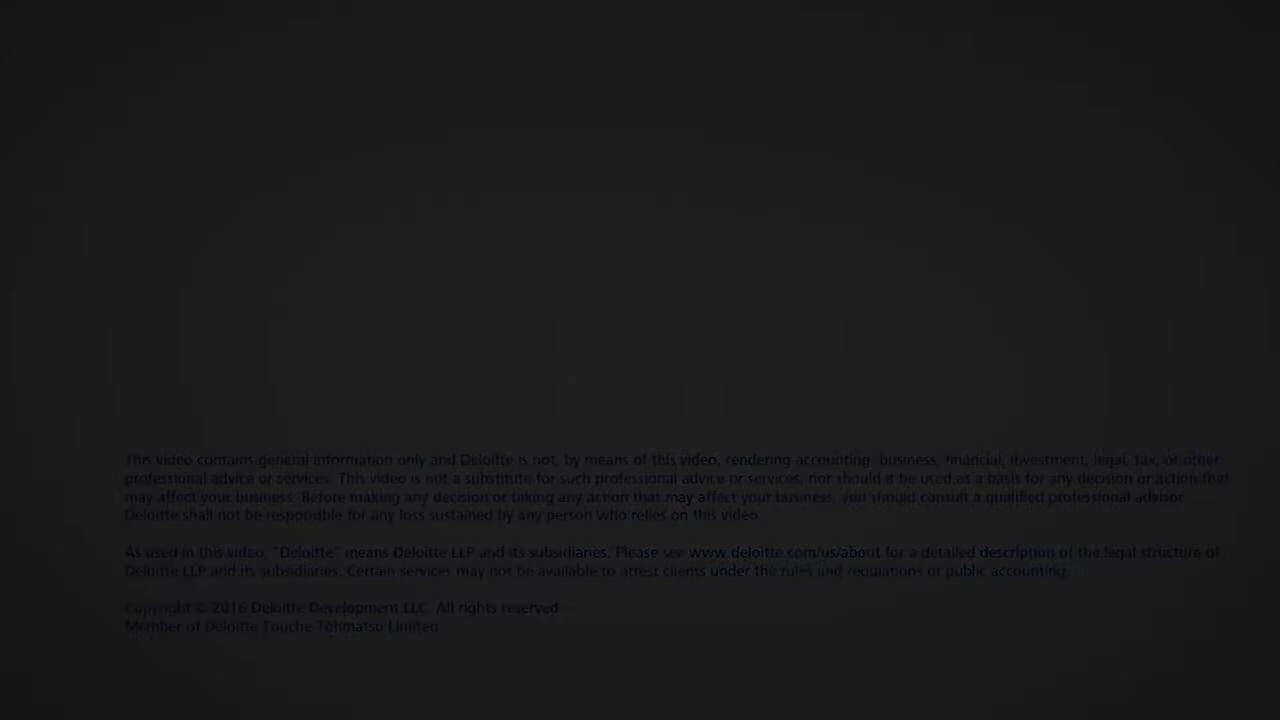 This video contains general information only and Deloitte is not, by means of this video, rendering accounting, business, financial, investment, legal, tax, or other
professional advice or services. This video is not a substitute for such professional advice or services, nor should it be used as a basis for any decision or action that
may affect your business. Before making any decision or taking any action that may affect your business, you should consult a qualified professional advisor.
Deloitte shall not be responsible for any loss sustained by any person who relies on this video.
As used in this video, "Deloitte" means Deloitte LLP and its subsidiaries. Please see www.deloitte.com/us/about for a detailed description of the legal structure of
Deloitte LLP and its subsidiaries. Certain services may not be available to attest clients under the rules and regulations of public accounting.
Copyright © 2016 Deloitte Development LLC. All rights reserved.
Member of Deloitte Touche Tohmatsu Limited